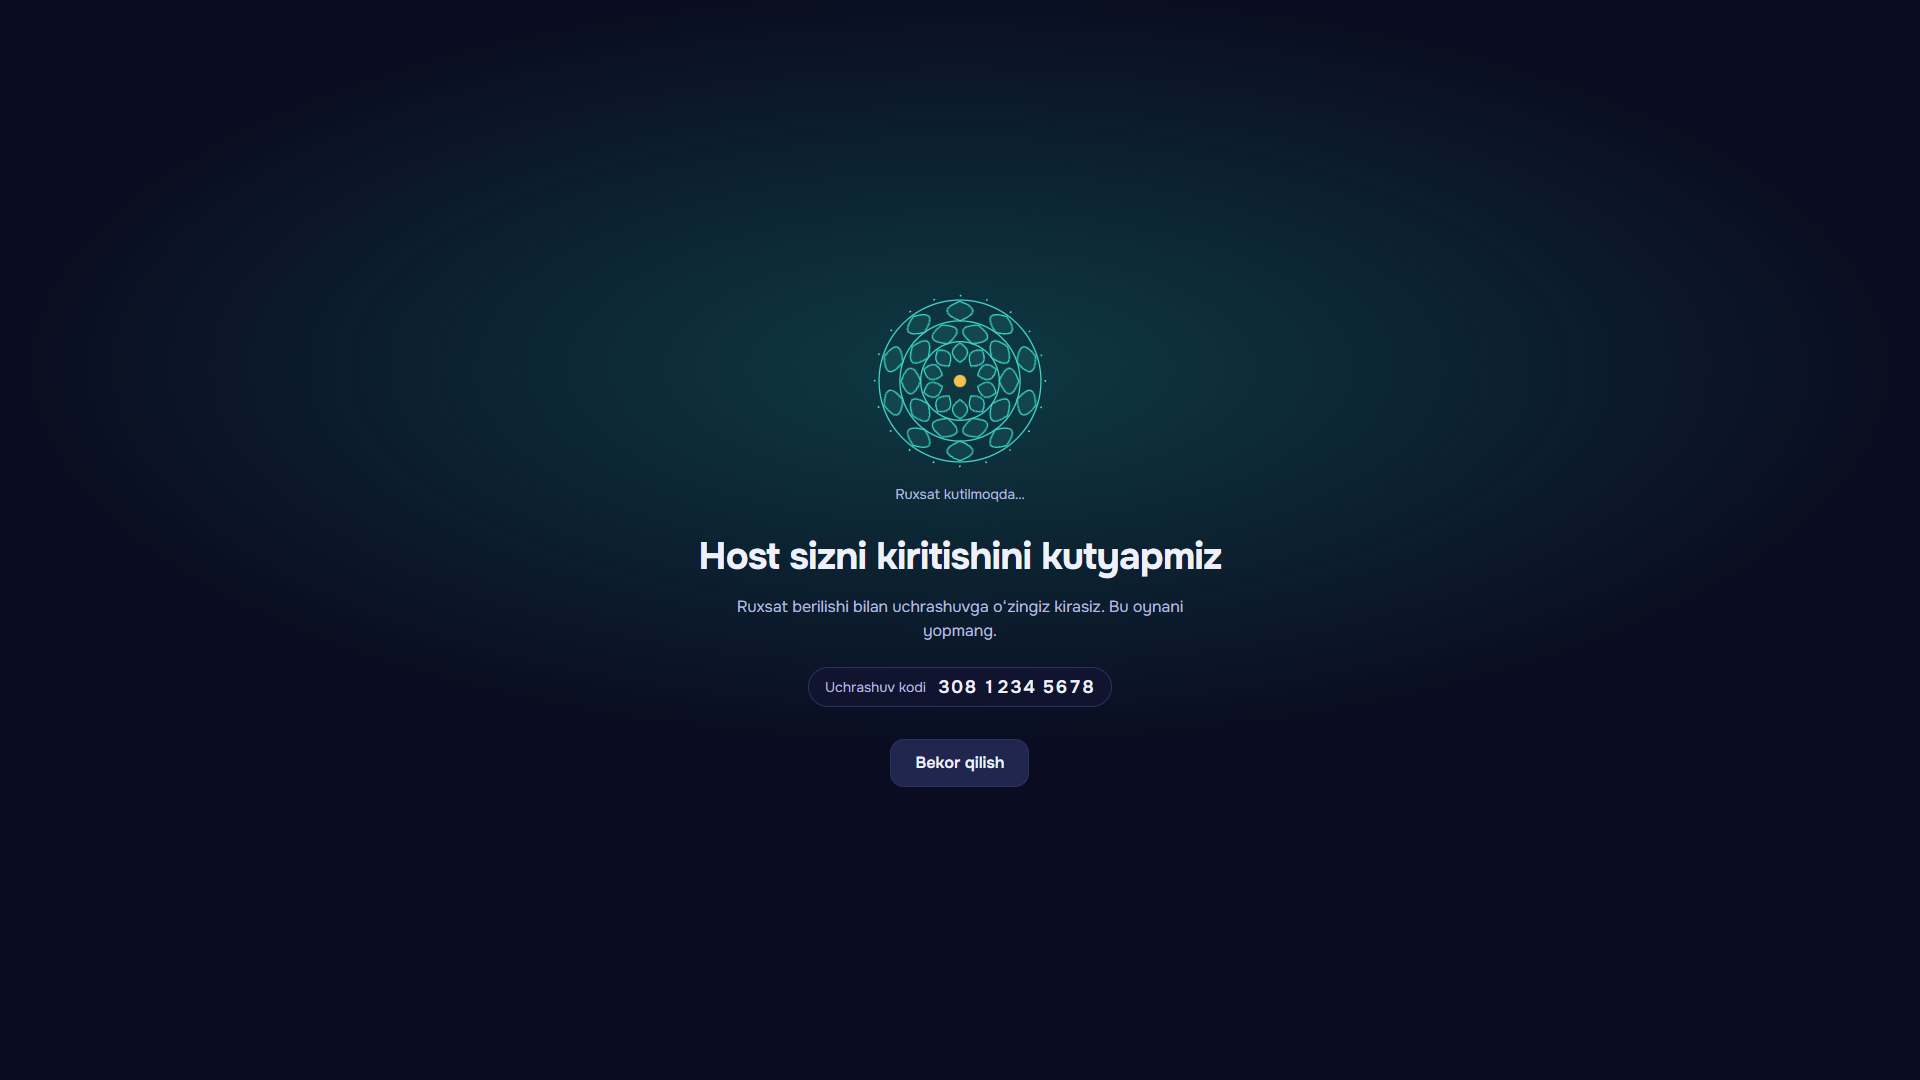 Ruxsat kutilmoqda...
Host sizni kiritishini kutyapmiz
Ruxsat berilishi bilan uchrashuvga oʻzingiz kirasiz. Bu oynani
yopmang.
Uchrashuv kodi 308 1234 5678
Bekor qilish